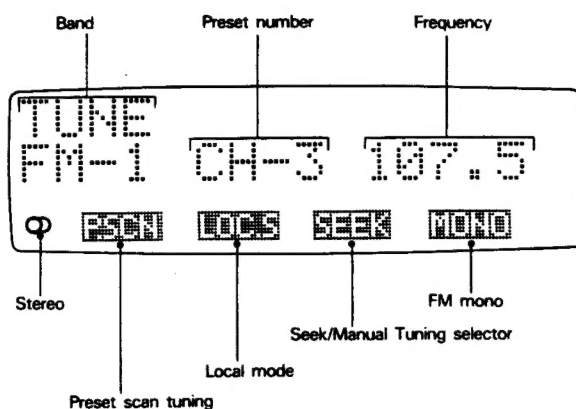 Band Preset number Frequency
TUNE
FM-1 CH-3 107.5
PSCN LOC.S SEEK MONO
Stereo FM mono
Seek/Manual Tuning selector
Local mode
Preset scan tuning